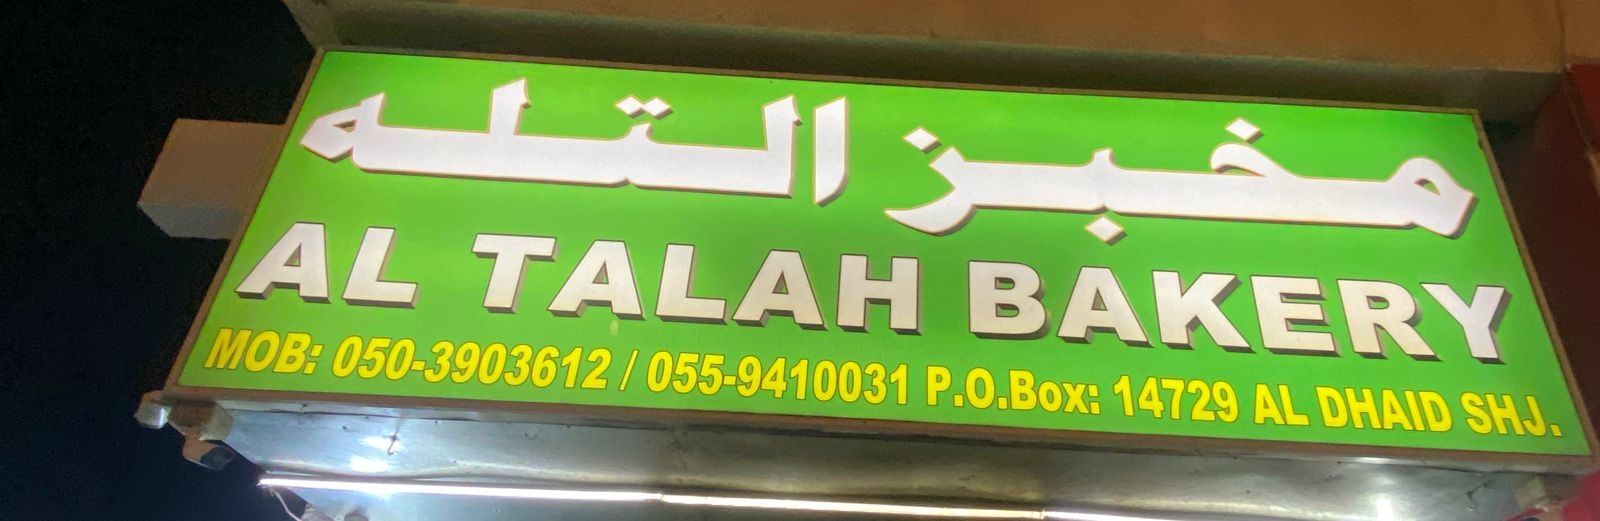 مخبز التله
AL TALAH BAKERY
MOB: 050-3903612 / 055-9410031 P.O.Box: 14729 AL DHAID SHJ.